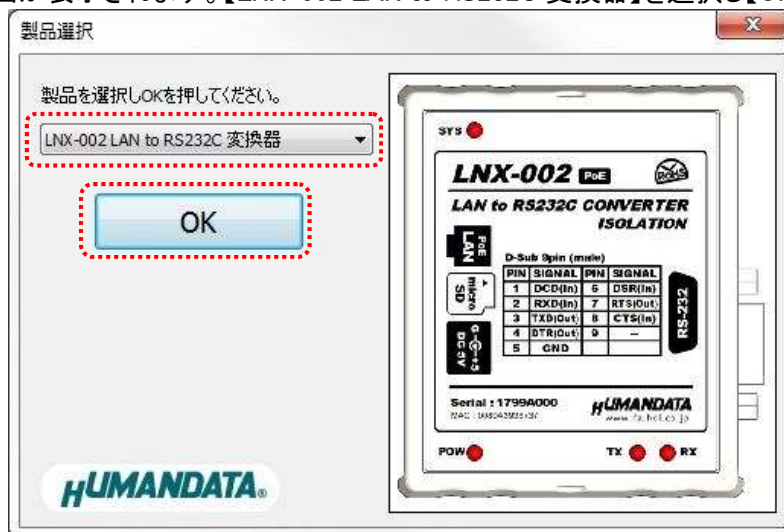 製品選択
製品を選択しOKを押してください。
LNX-002 LAN to RS232C 変換器
OK
HUMANDATA®
SYS
LNX-002 PoE RoHS
LAN to RS232C CONVERTER
ISOLATION
PoE LAN
micro SD
DC 5V
D-Sub 9pin (male)
PIN SIGNAL PIN SIGNAL
1 DCD(In) 6 DSR(In)
2 RXD(In) 7 RTS(Out)
3 TXD(Out) 8 CTS(In)
4 DTR(Out) 9 –
5 GND
RS-232
Serial : 1799A000
HUMANDATA
POW
TX RX